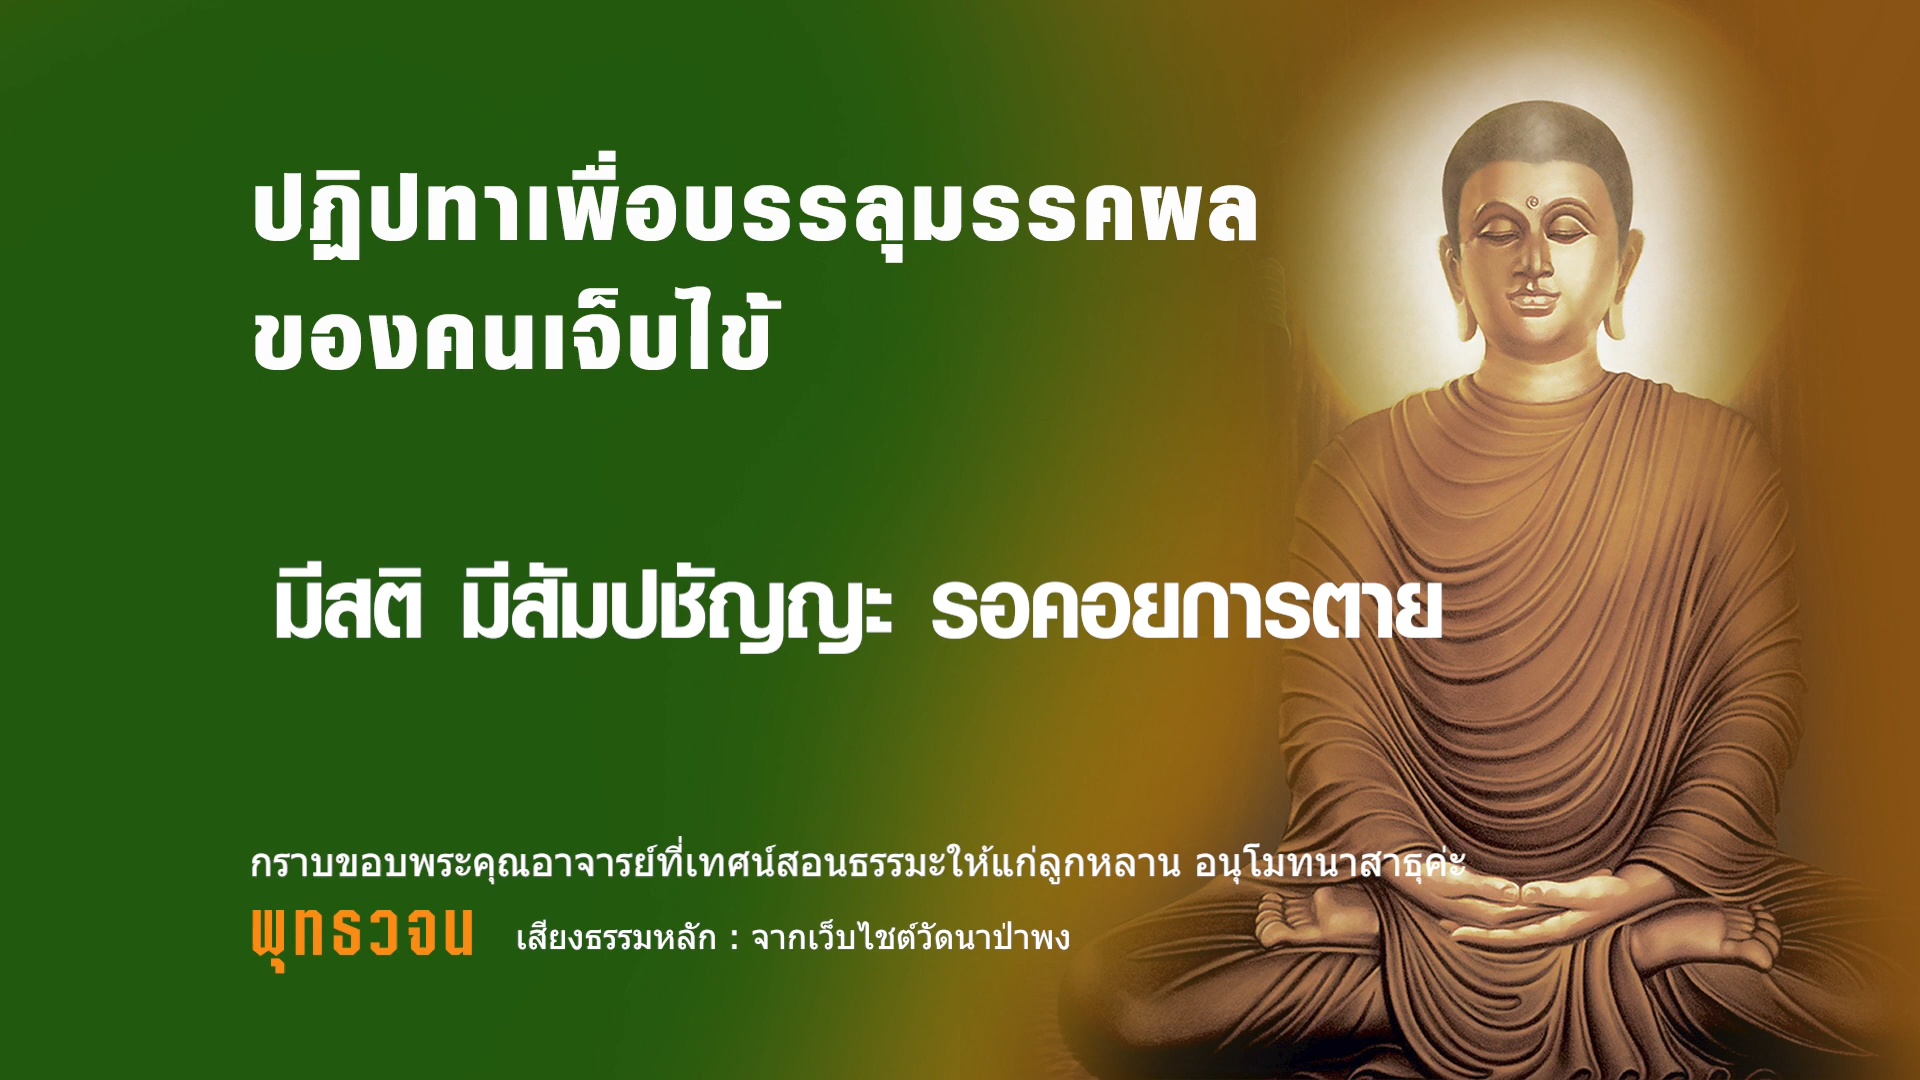 ปฏิปทาเพื่อบรรลุมรรคผล
ของคนเจ็บไข้
มีสติ มีสัมปชัญญะ รอคอยการตาย
กราบขอบพระคุณอาจารย์ที่เทศน์สอนธรรมะให้แก่ลูกหลาน อนุโมทนาสาธุค่ะ
พุทธวจน เสียงธรรมหลัก : จากเว็บไซต์วัดนาป่าพง